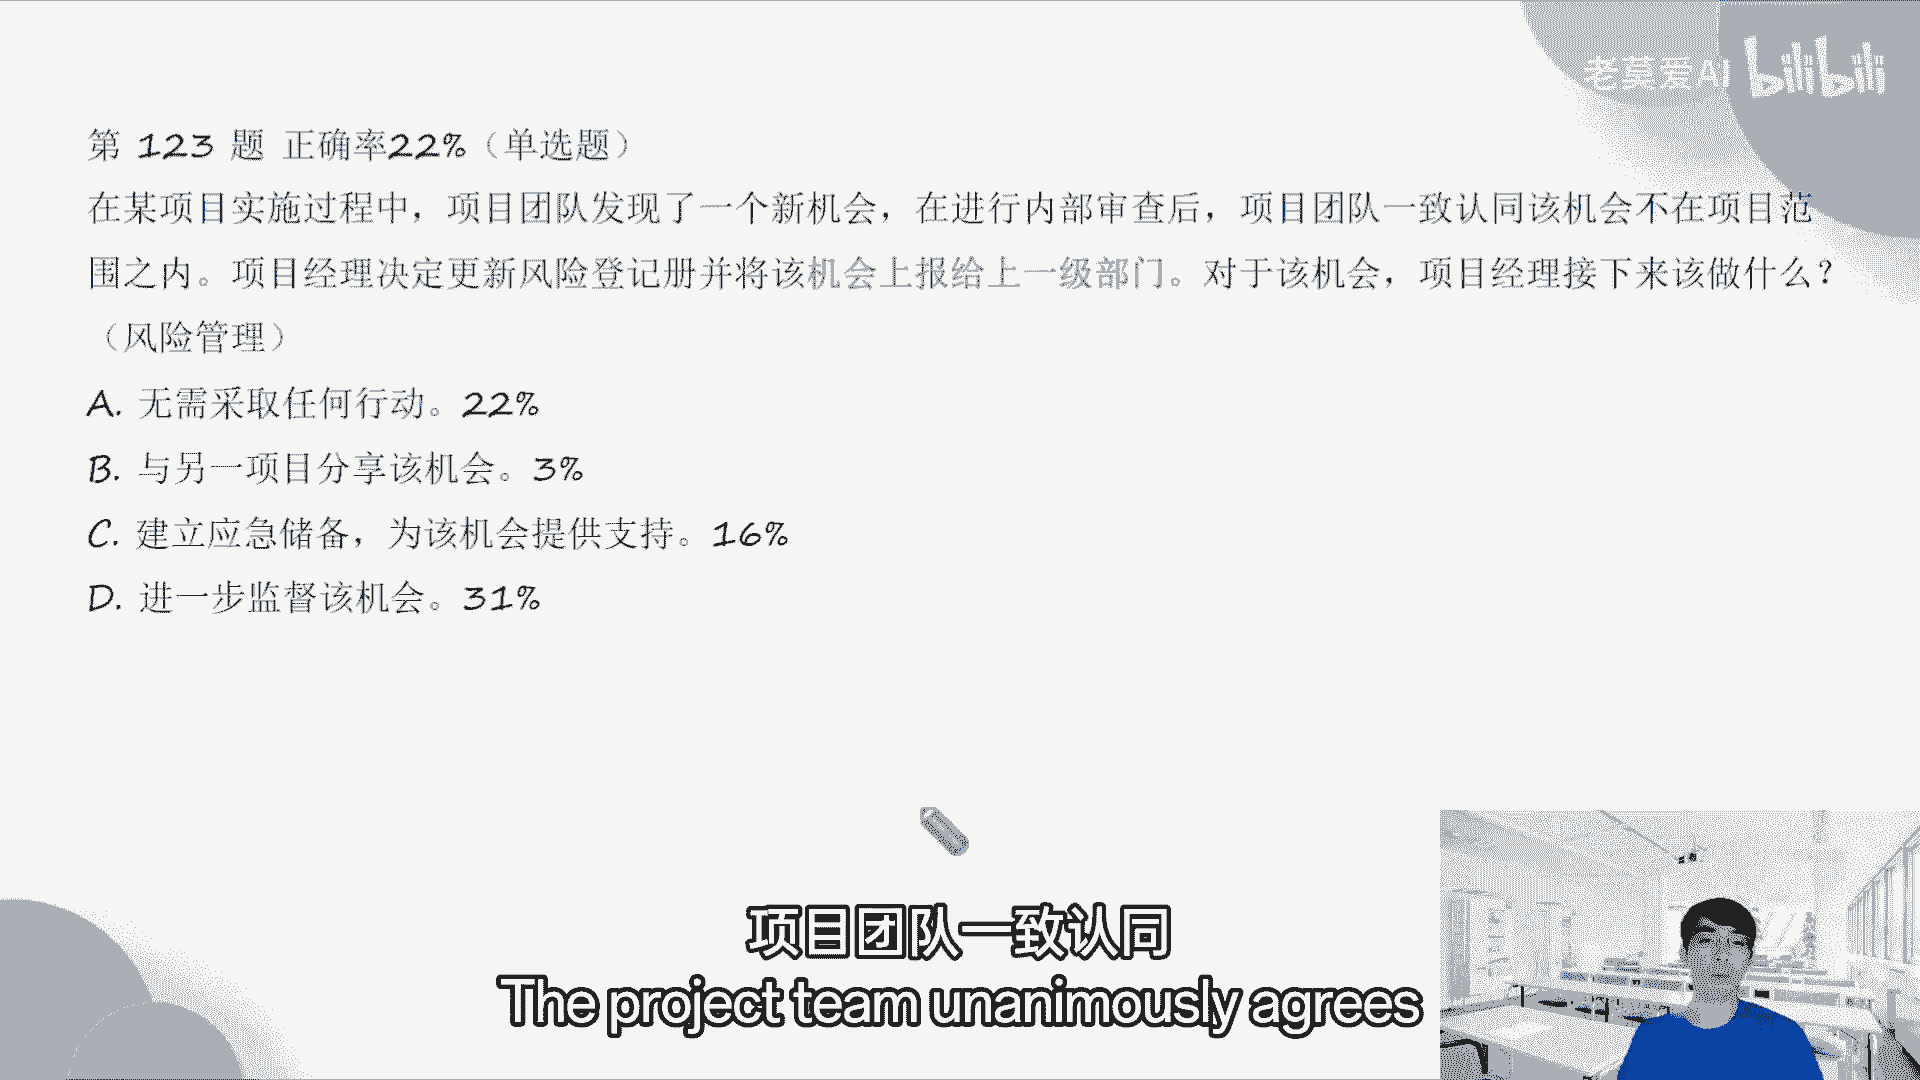 老莫爱AI bilibili
第 123 题 正确率22%（单选题）
在某项目实施过程中，项目团队发现了一个新机会，在进行内部审查后，项目团队一致认同该机会不在项目范
围之内。项目经理决定更新风险登记册并将该机会上报给上一级部门。对于该机会，项目经理接下来该做什么？
（风险管理）
A. 无需采取任何行动。22%
B. 与另一项目分享该机会。3%
C. 建立应急储备，为该机会提供支持。16%
D. 进一步监督该机会。31%
项目团队一致认同
The project team unanimously agrees